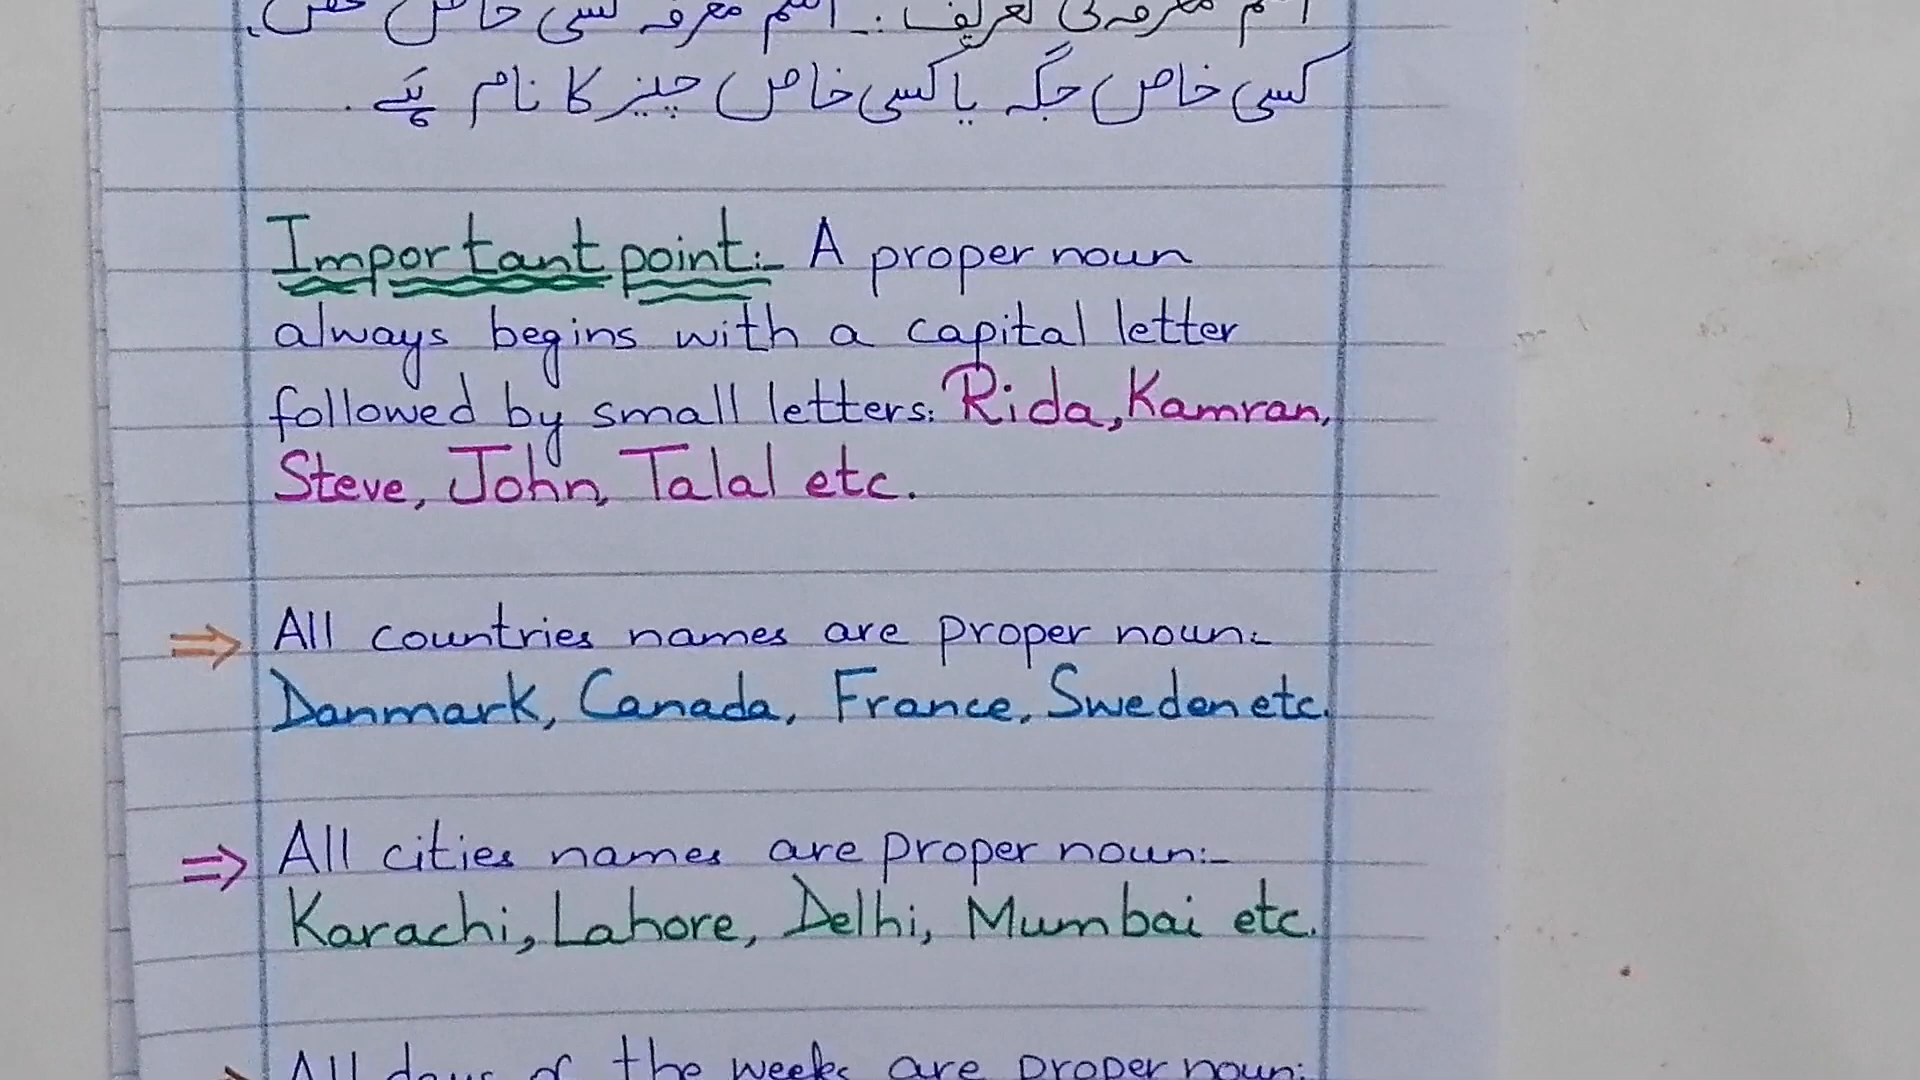 اسم معرفہ کی تعریف :۔ اسم معرفہ کسی خاص شخص،
کسی خاص جگہ یا کسی خاص چیز کا نام ہے .
Important point:- A proper noun
always begins with a capital letter
followed by small letters: Rida, Kamran,
Steve, John, Talal etc.
⇒ All countries names are proper noun:-
Danmark, Canada, France, Sweden etc.
⇒ All cities names are proper noun:-
Karachi, Lahore, Delhi, Mumbai etc.
All days of the weeks are proper noun: